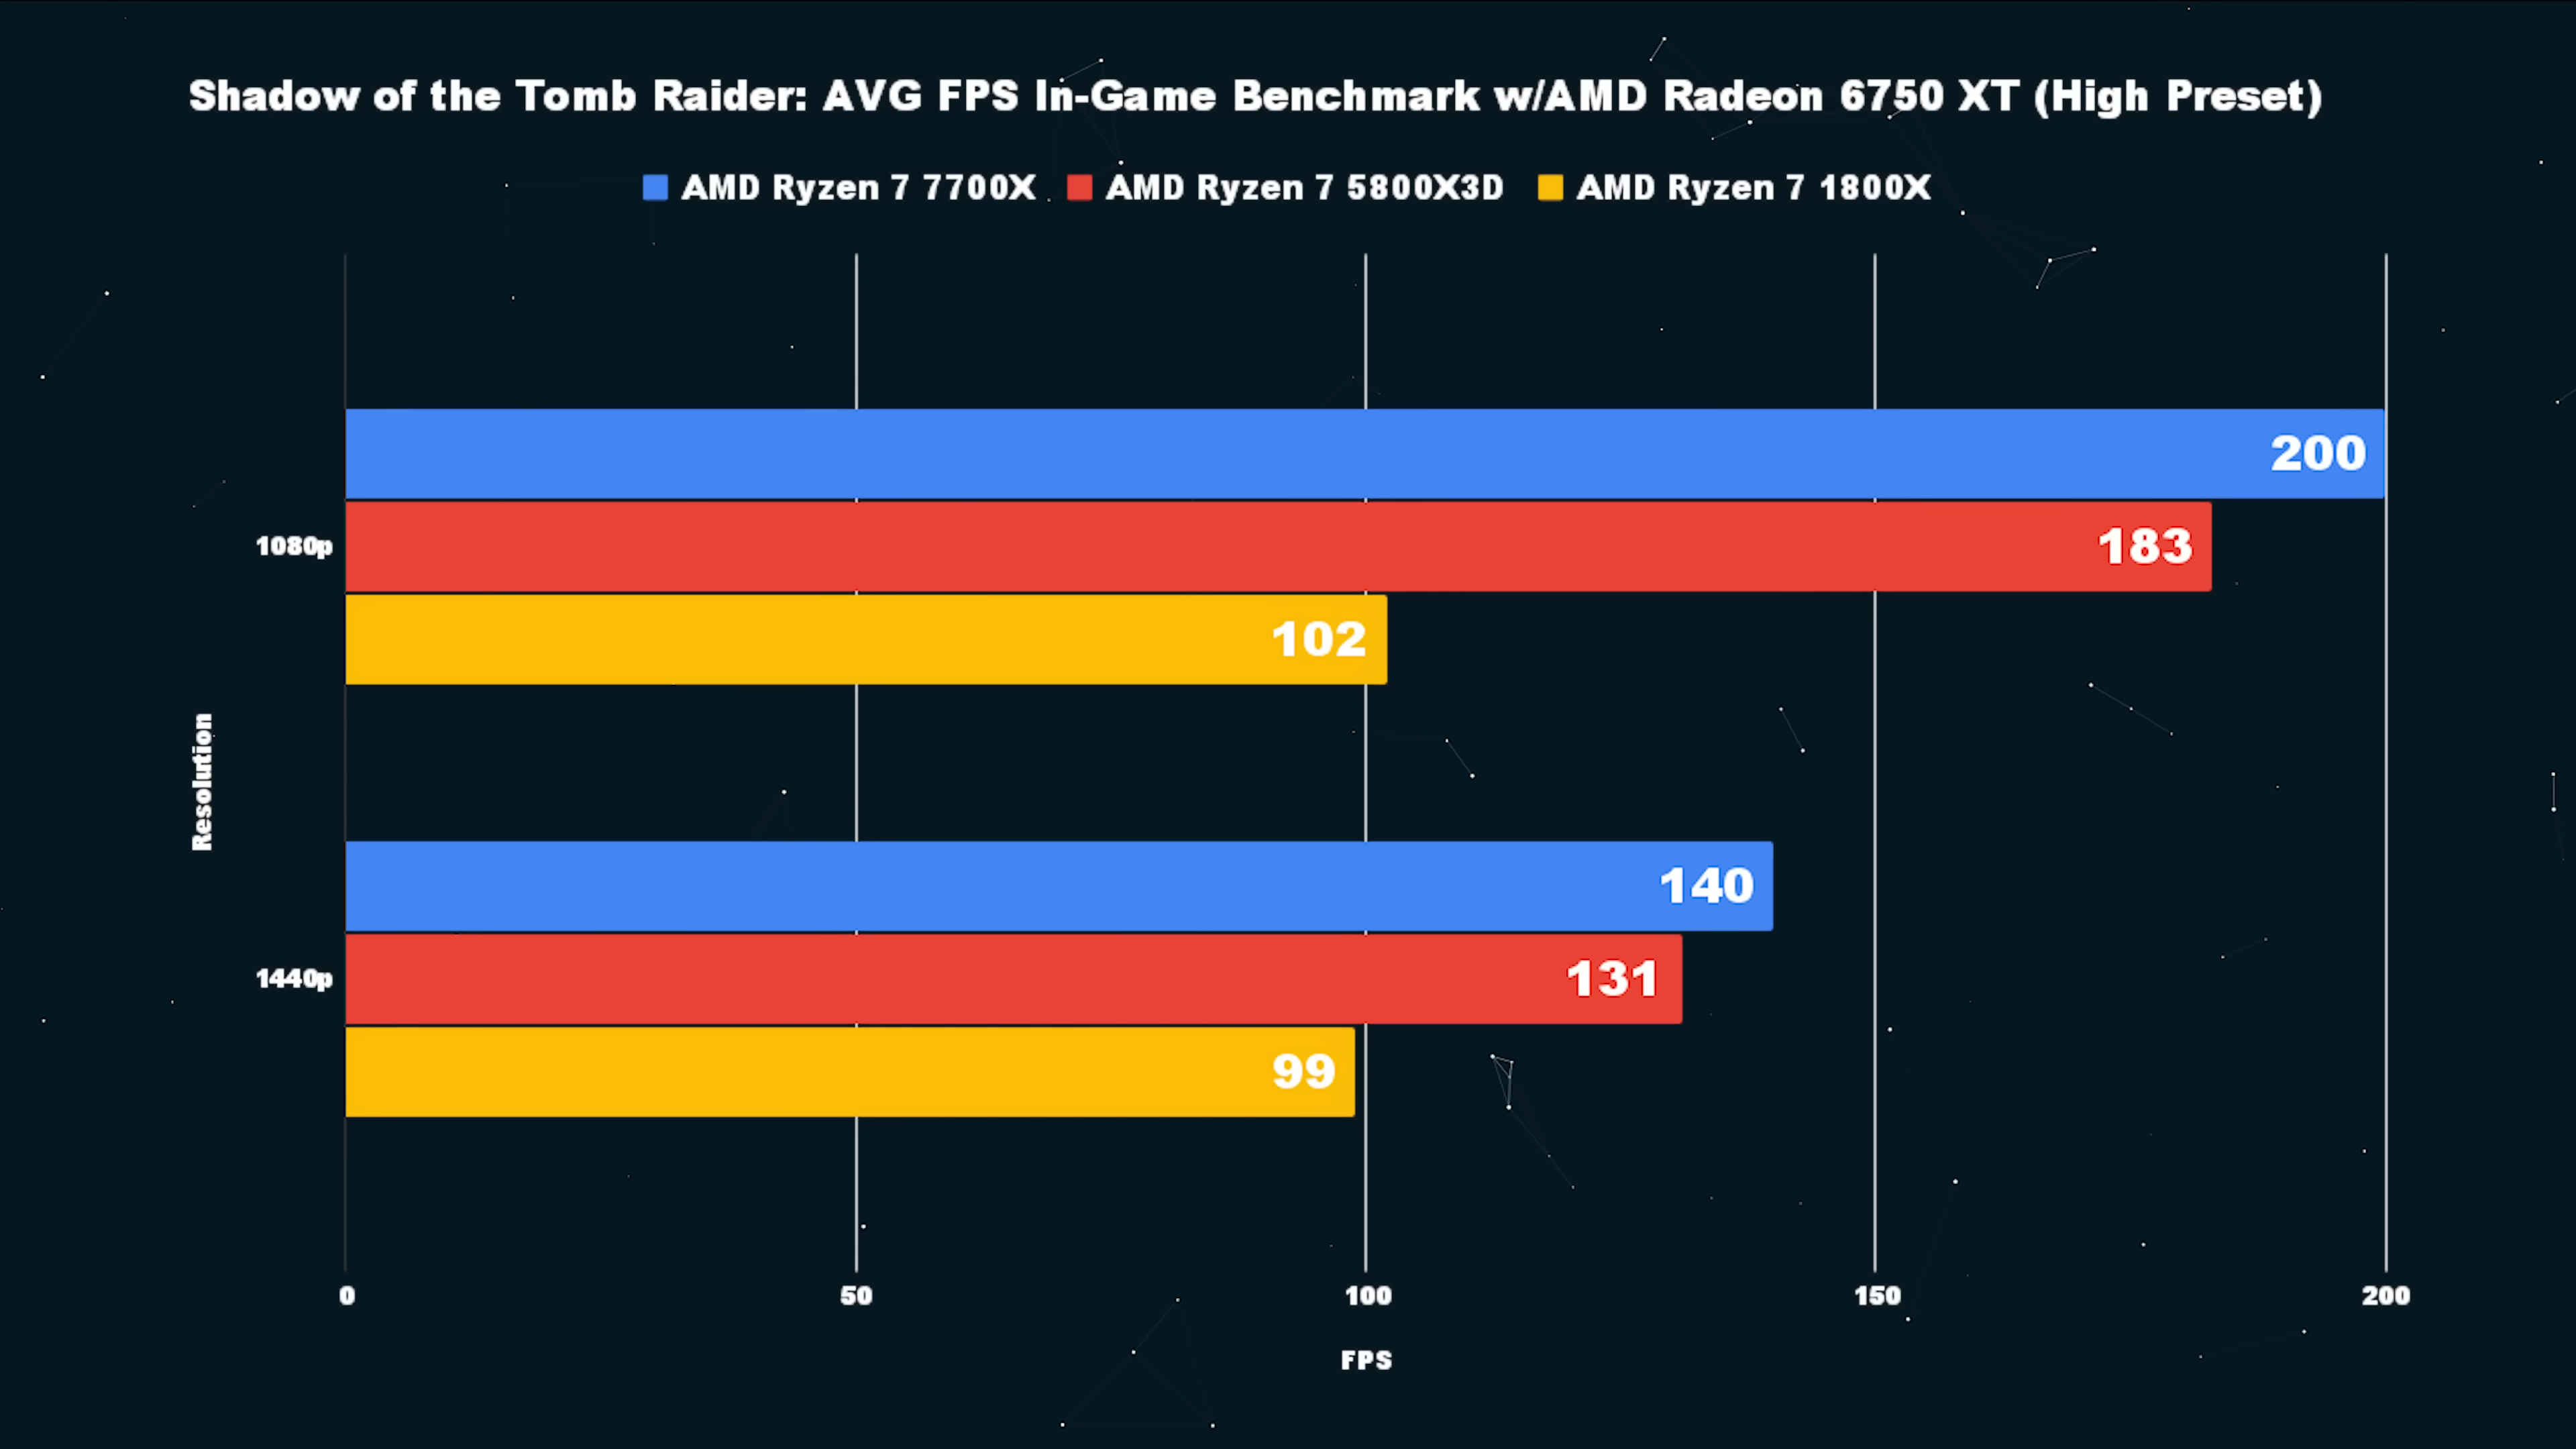 Shadow of the Tomb Raider: AVG FPS In-Game Benchmark w/AMD Radeon 6750 XT (High Preset)
AMD Ryzen 7 7700X AMD Ryzen 7 5800X3D AMD Ryzen 7 1800X
200
1080p 183
102
Resolution
140
1440p 131
99
0 50 100 150 200
FPS